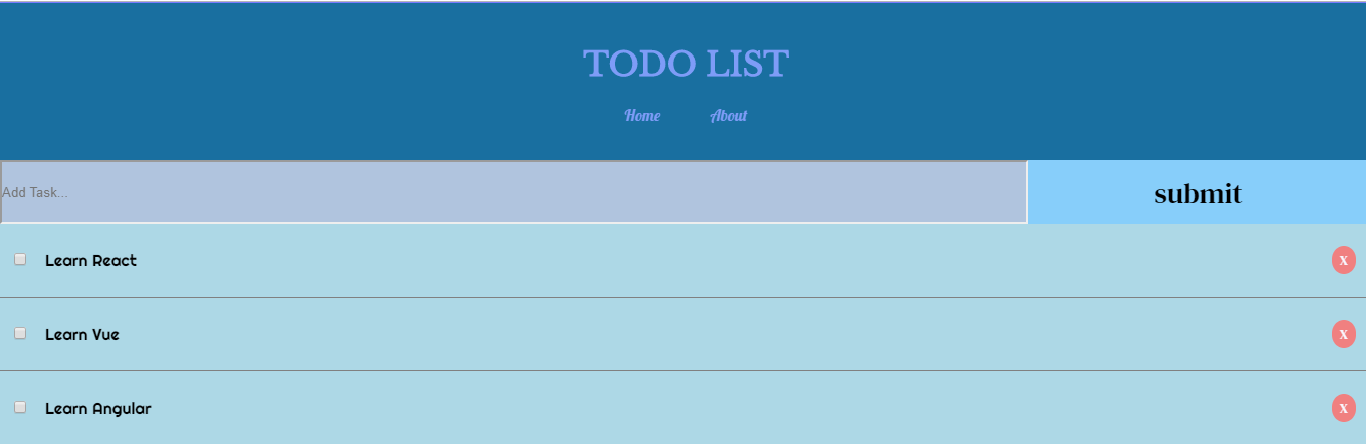 TODO LIST
Home About
Add Task...
submit
Learn React
x
Learn Vue
x
Learn Angular
x